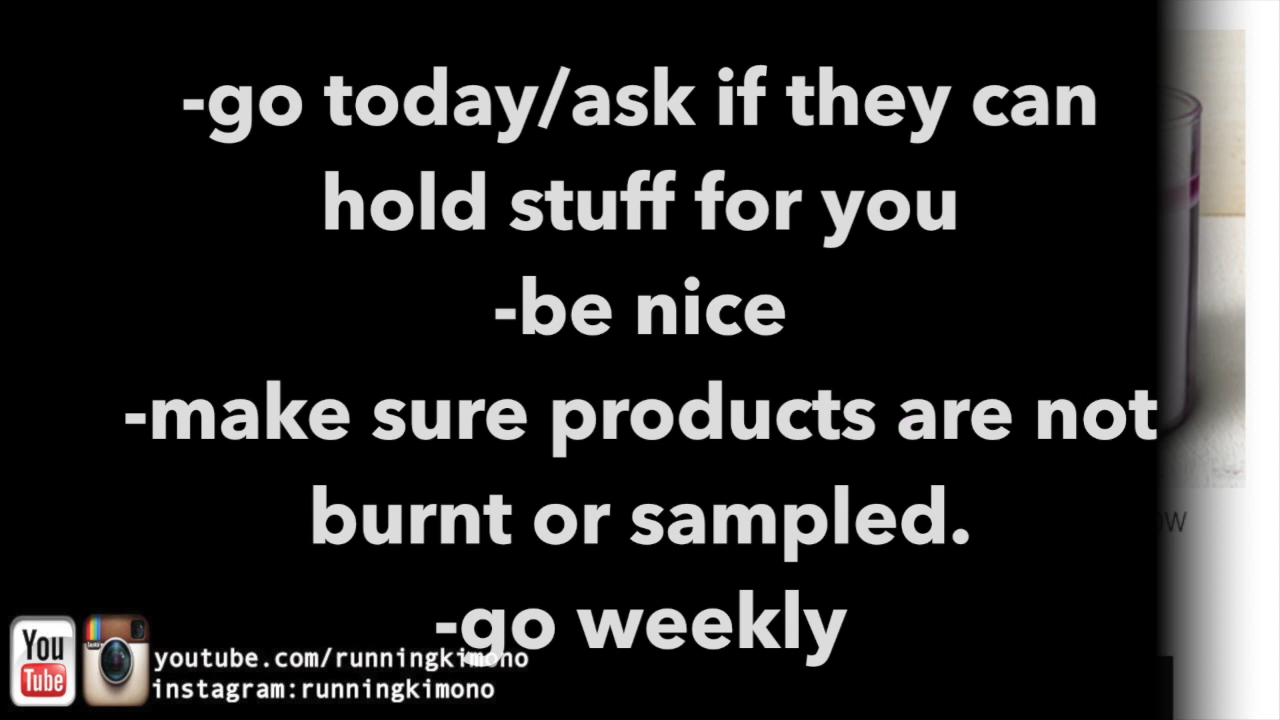 -go today/ask if they can
hold stuff for you
-be nice
-make sure products are not
burnt or sampled.
-go weekly
You
Tube
youtube.com/runningkimono
instagram:runningkimono